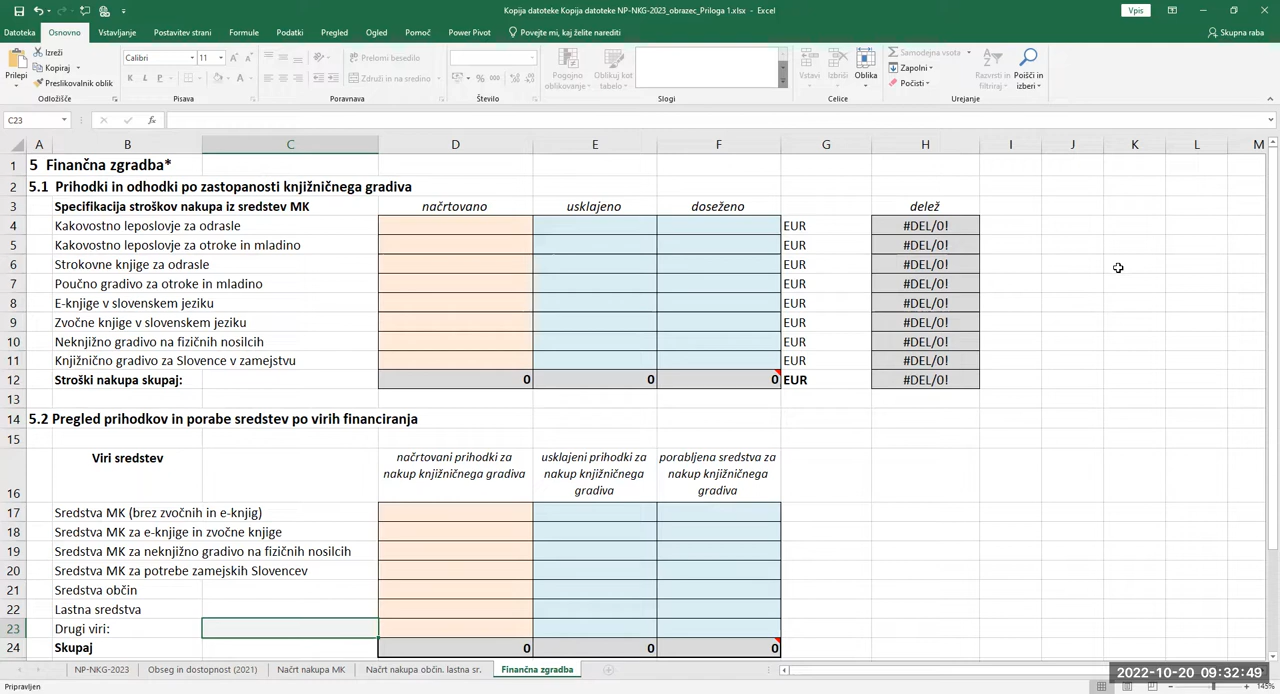 Kopija datoteke Kopija datoteke NP-NKG-2023_obrazec_Priloga 1.xlsx - Excel
Vpis
Datoteka Osnovno Vstavljanje Postavitev strani Formule Podatki Pregled Ogled Pomoč Power Pivot Povejte mi, kaj želite narediti Skupna raba
Prilepi
Izreži
Kopiraj
Preslikovalnik oblik
Odložišče
Calibri 11
Pisava
Prelomi besedilo
Združi in na sredino
Poravnava
Število
Pogojno oblikovanje
Oblikuj kot tabelo
Slogi
Vstavi Izbriši Oblika
Celice
Samodejna vsota
Zapolni
Počisti
Razvrsti in filtriraj
Poišči in izberi
Urejanje
C23 fx
A B C D E F G H I J K L M
1 5 Finančna zgradba*
2 5.1 Prihodki in odhodki po zastopanosti knjižničnega gradiva
3 Specifikacija stroškov nakupa iz sredstev MK načrtovano usklajeno doseženo delež
4 Kakovostno leposlovje za odrasle EUR #DEL/0!
5 Kakovostno leposlovje za otroke in mladino EUR #DEL/0!
6 Strokovne knjige za odrasle EUR #DEL/0!
7 Poučno gradivo za otroke in mladino EUR #DEL/0!
8 E-knjige v slovenskem jeziku EUR #DEL/0!
9 Zvočne knjige v slovenskem jeziku EUR #DEL/0!
10 Neknjižno gradivo na fizičnih nosilcih EUR #DEL/0!
11 Knjižnično gradivo za Slovence v zamejstvu EUR #DEL/0!
12 Stroški nakupa skupaj: 0 0 0 EUR #DEL/0!
13
14 5.2 Pregled prihodkov in porabe sredstev po virih financiranja
15
16 Viri sredstev načrtovani prihodki za nakup knjižničnega gradiva usklajeni prihodki za nakup knjižničnega gradiva porabljena sredstva za nakup knjižničnega gradiva
17 Sredstva MK (brez zvočnih in e-knjig)
18 Sredstva MK za e-knjige in zvočne knjige
19 Sredstva MK za neknjižno gradivo na fizičnih nosilcih
20 Sredstva MK za potrebe zamejskih Slovencev
21 Sredstva občin
22 Lastna sredstva
23 Drugi viri:
24 Skupaj 0 0 0
NP-NKG-2023 Obseg in dostopnost (2021) Načrt nakupa MK Načrt nakupa občin. lastna sr. Finančna zgradba
2022-10-20 09:32:49
Pripravljen 145%